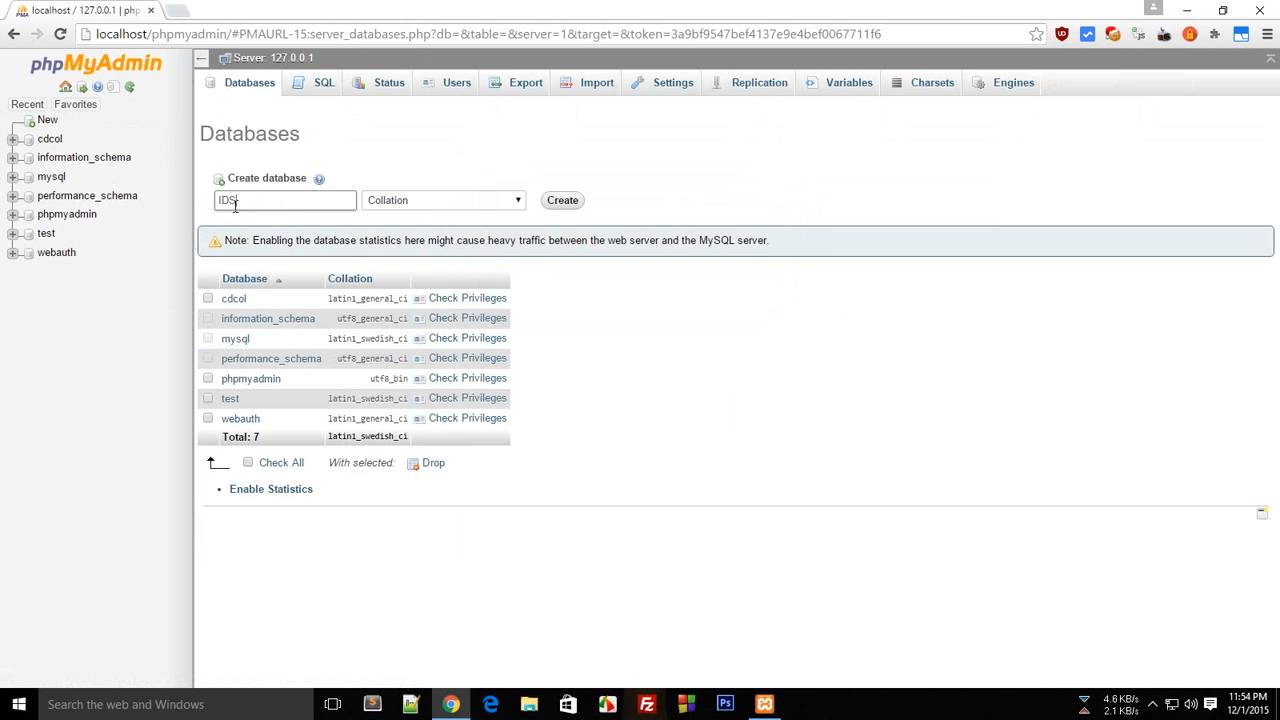 localhost / 127.0.0.1 | php
localhost/phpmyadmin/#PMAURL-15:server_databases.php?db=&table=&server=1&target=&token=3a9bf9547bef4137e9e4bef0067711f6
phpMyAdmin
Recent Favorites
New
cdcol
information_schema
mysql
performance_schema
phpmyadmin
test
webauth
Server: 127.0.0.1
Databases SQL Status Users Export Import Settings Replication Variables Charsets Engines
Databases
Create database
IDS Collation Create
Note: Enabling the database statistics here might cause heavy traffic between the web server and the MySQL server.
Database Collation
cdcol latin1_general_ci Check Privileges
information_schema utf8_general_ci Check Privileges
mysql latin1_swedish_ci Check Privileges
performance_schema utf8_general_ci Check Privileges
phpmyadmin utf8_bin Check Privileges
test latin1_swedish_ci Check Privileges
webauth latin1_general_ci Check Privileges
Total: 7 latin1_swedish_ci
Check All With selected: Drop
Enable Statistics
Search the web and Windows
4.6 KB/s
2.1 KB/s
11:54 PM
12/1/2015